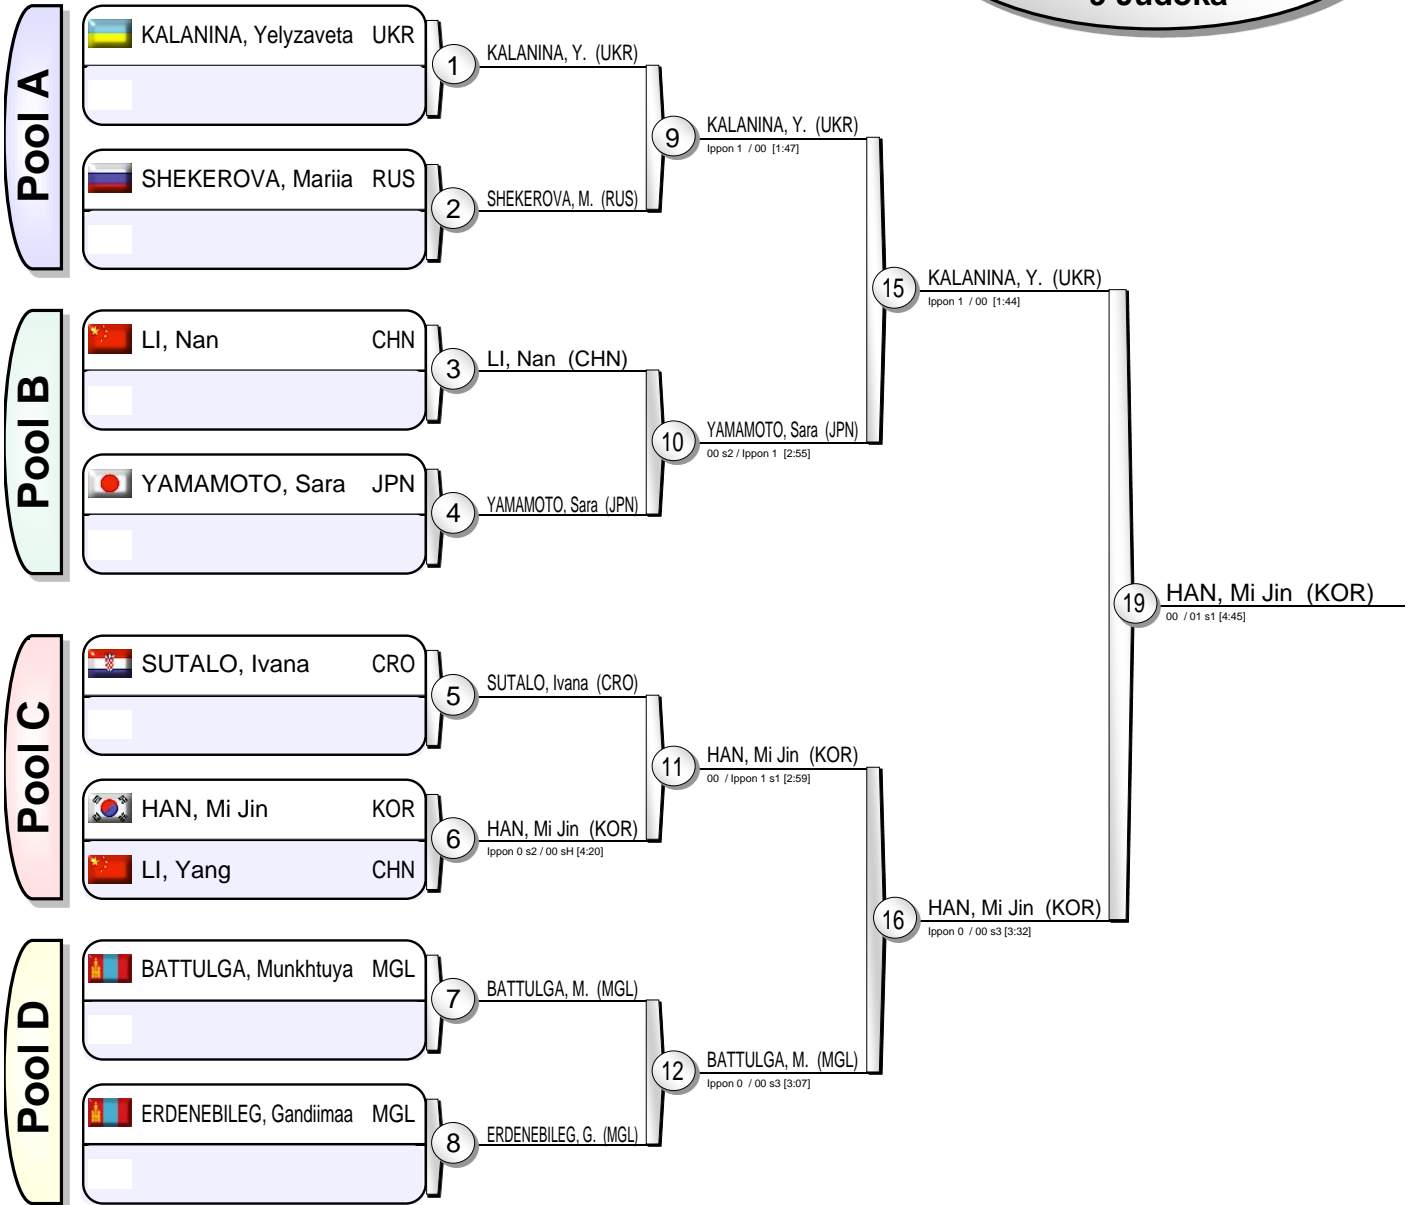 9 Judoka
Pool A
KALANINA, Yelyzaveta UKR
1
KALANINA, Y. (UKR)
SHEKEROVA, Mariia RUS
2
SHEKEROVA, M. (RUS)
9
KALANINA, Y. (UKR)
Ippon 1 / 00 [1:47]
Pool B
LI, Nan CHN
3
LI, Nan (CHN)
YAMAMOTO, Sara JPN
4
YAMAMOTO, Sara (JPN)
10
YAMAMOTO, Sara (JPN)
00 s2 / Ippon 1 [2:55]
15
KALANINA, Y. (UKR)
Ippon 1 / 00 [1:44]
Pool C
SUTALO, Ivana CRO
5
SUTALO, Ivana (CRO)
HAN, Mi Jin KOR
LI, Yang CHN
6
HAN, Mi Jin (KOR)
Ippon 0 s2 / 00 sH [4:20]
11
HAN, Mi Jin (KOR)
00 / Ippon 1 s1 [2:59]
Pool D
BATTULGA, Munkhtuya MGL
7
BATTULGA, M. (MGL)
ERDENEBILEG, Gandiimaa MGL
8
ERDENEBILEG, G. (MGL)
12
BATTULGA, M. (MGL)
Ippon 0 / 00 s3 [3:07]
16
HAN, Mi Jin (KOR)
Ippon 0 / 00 s3 [3:32]
19
HAN, Mi Jin (KOR)
00 / 01 s1 [4:45]